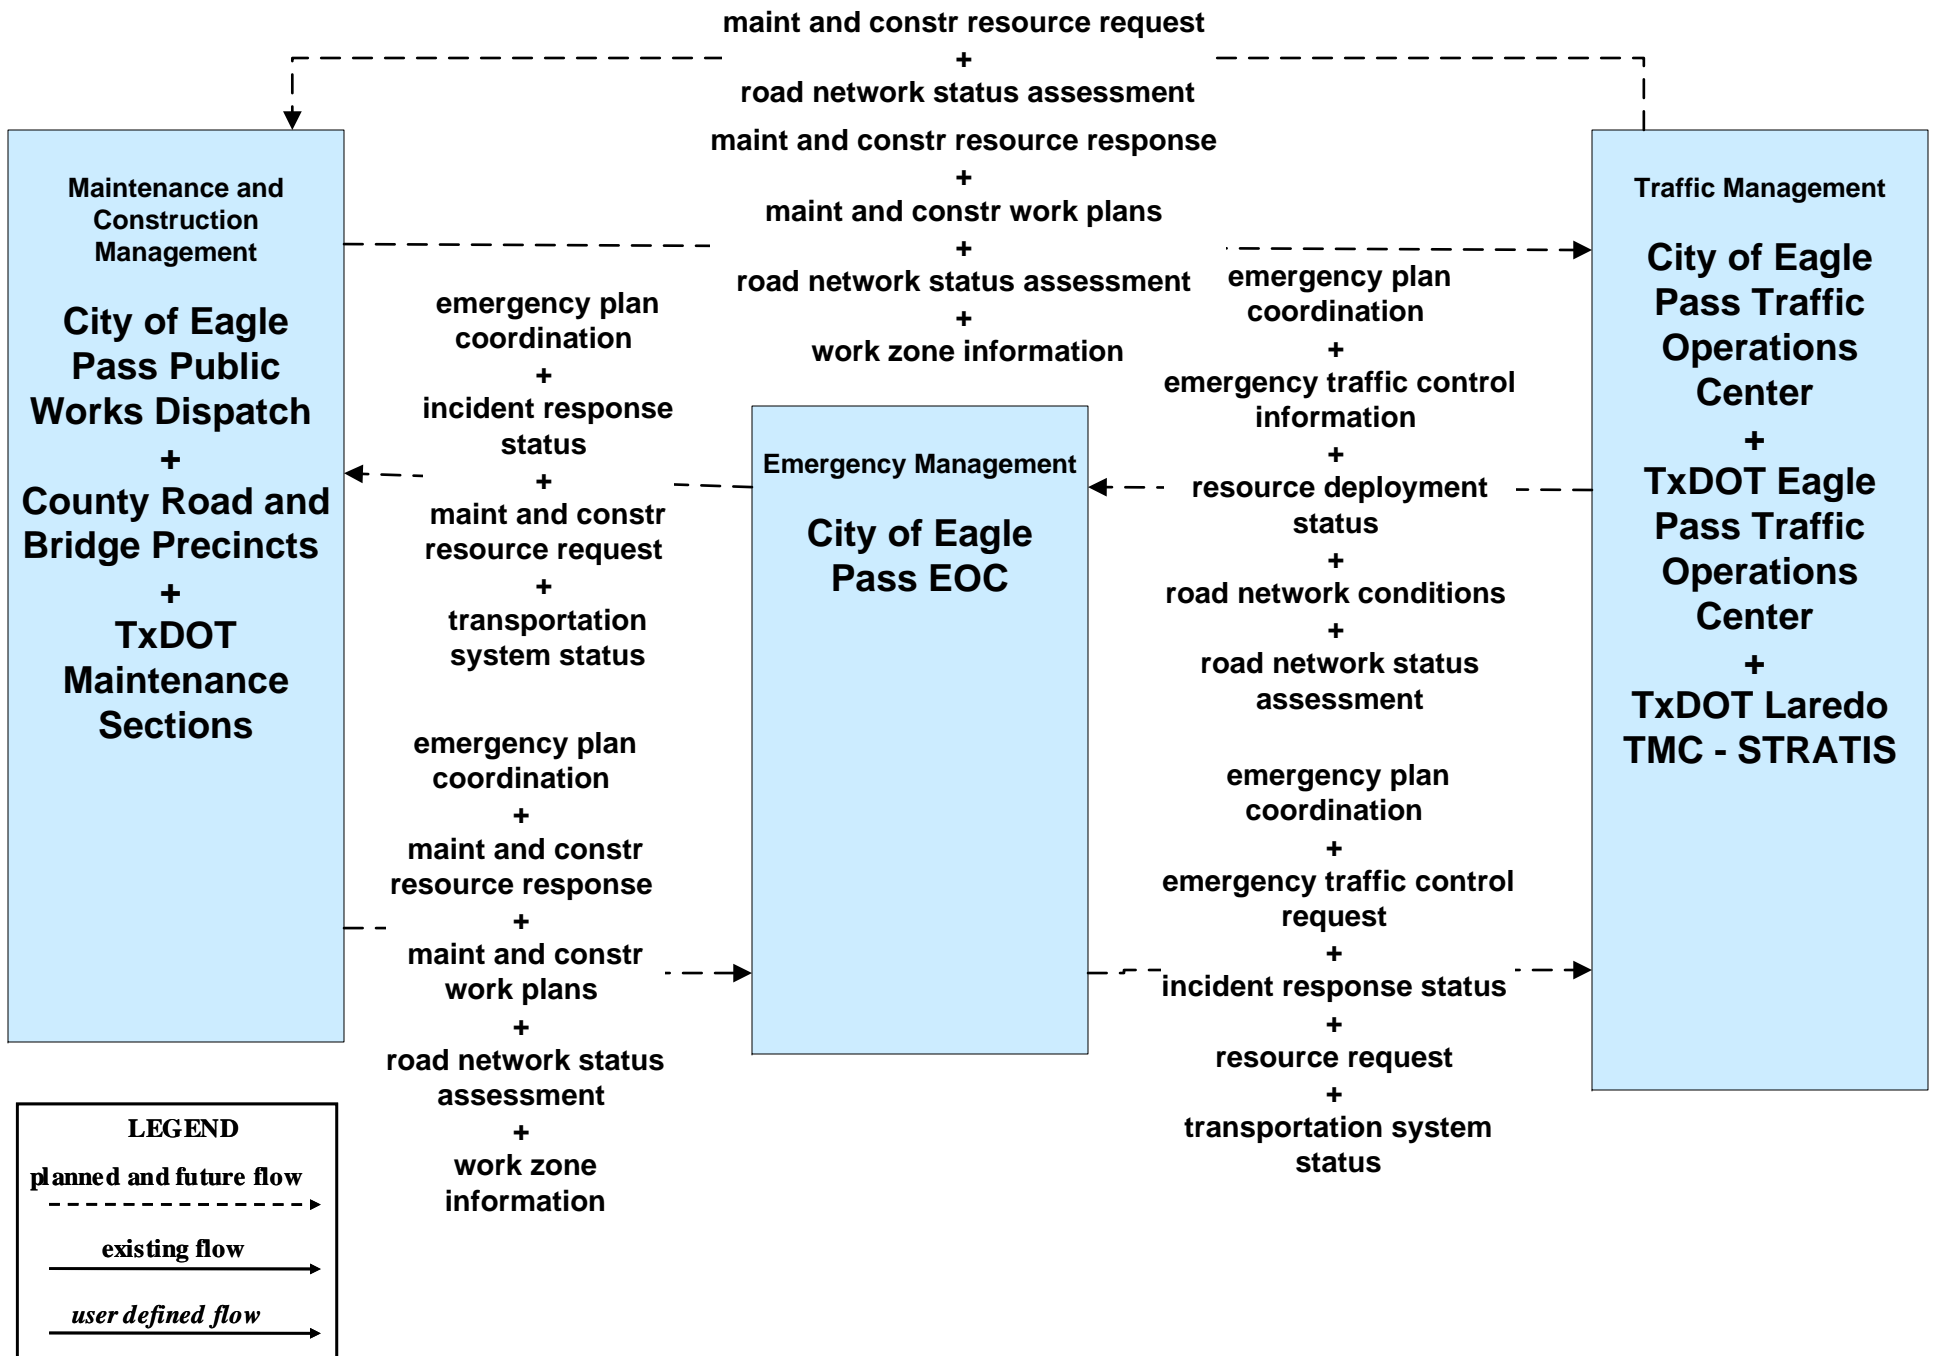 maint and constr resource request
+
road network status assessment
maint and constr resource response
+
maint and constr work plans
+
road network status assessment
+
work zone information
Maintenance and
Construction
Management
City of Eagle
Pass Public
Works Dispatch
+
County Road and
Bridge Precincts
+
TxDOT
Maintenance
Sections
emergency plan
coordination
+
incident response
status
+
maint and constr
resource request
+
transportation
system status
emergency plan
coordination
+
maint and constr
resource response
+
maint and constr
work plans
+
road network status
assessment
+
work zone
information
Emergency Management
City of Eagle
Pass EOC
emergency plan
coordination
+
emergency traffic control
information
+
resource deployment
status
+
road network conditions
+
road network status
assessment
emergency plan
coordination
+
emergency traffic control
request
+
incident response status
+
resource request
+
transportation system
status
Traffic Management
City of Eagle
Pass Traffic
Operations
Center
+
TxDOT Eagle
Pass Traffic
Operations
Center
+
TxDOT Laredo
TMC - STRATIS
LEGEND
planned and future flow
existing flow
user defined flow